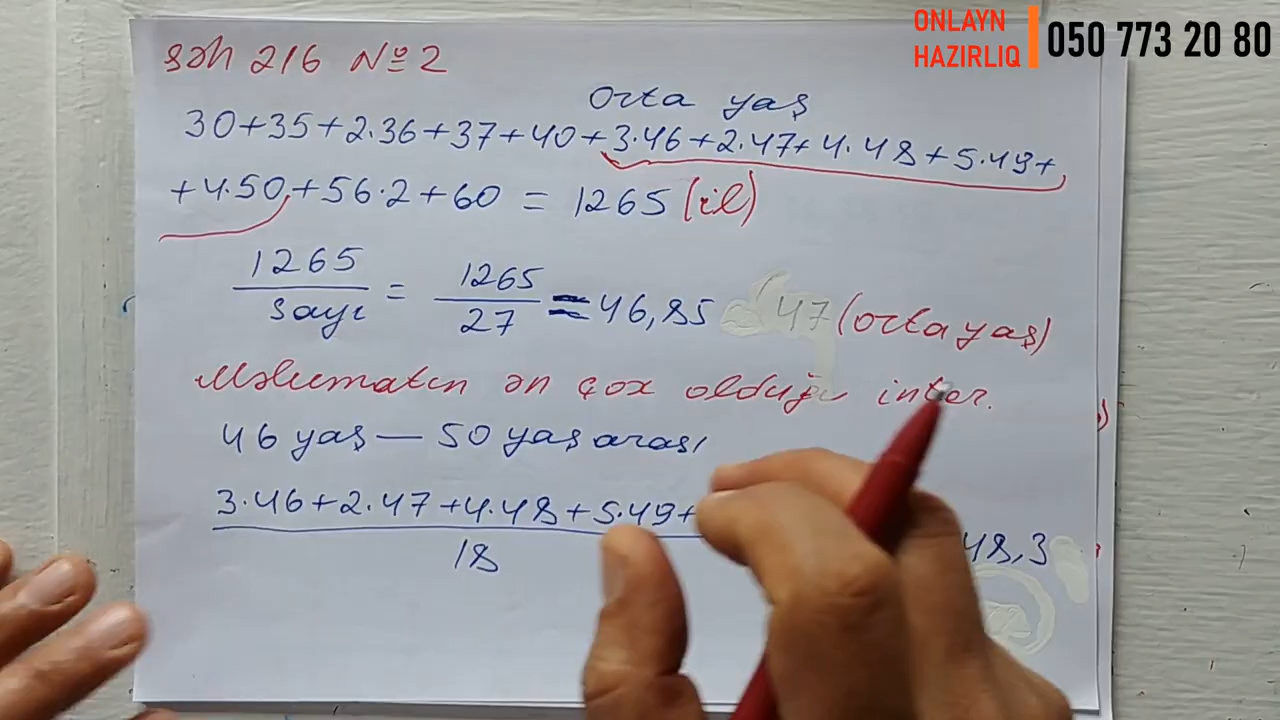 ONLAYN
HAZIRLIQ
050 773 20 80
səh 216 №2
Orta yaş
30+35+2·36+37+40+3·46+2·47+4·48+5·49+
+4·50+56·2+60 = 1265 (il)
1265/sayı = 1265/27 ≈ 46,85 47 (orta yaş)
Məlumatın ən çox olduğu inter.
46 yaş — 50 yaş arası
3·46+2·47+4·48+5·49+
18
48,3